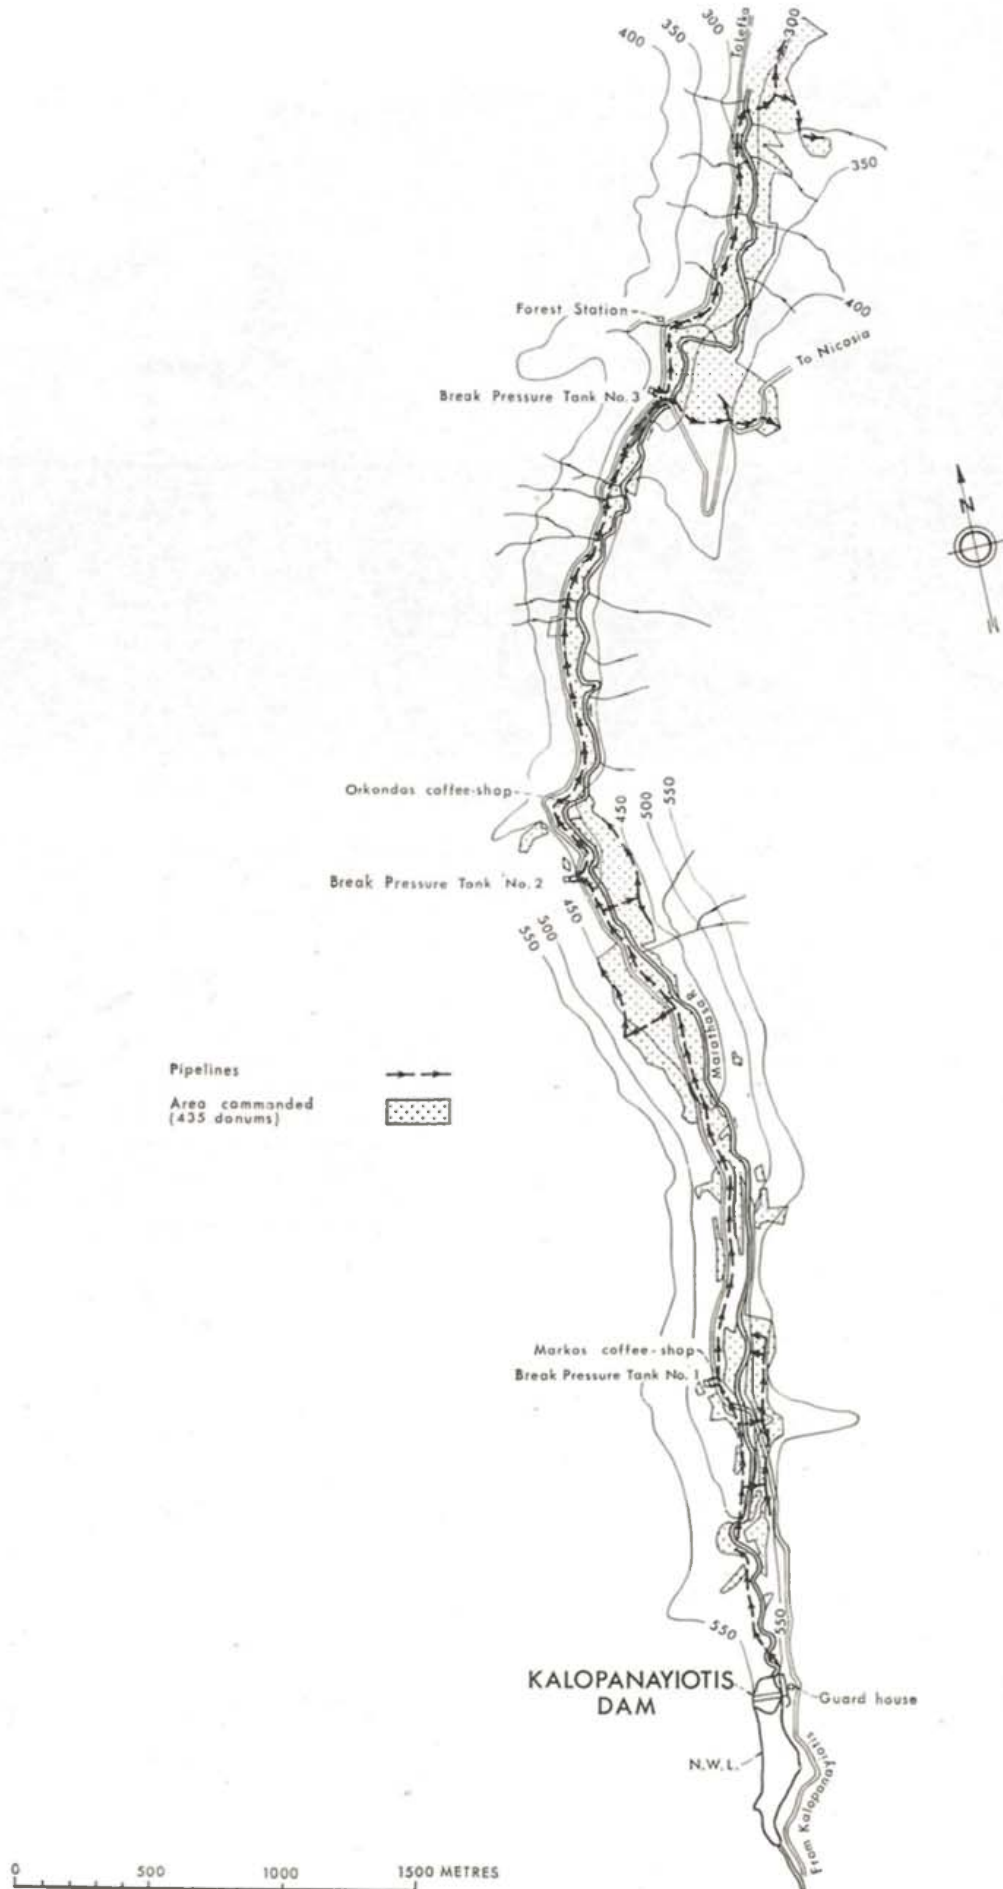 400
350
300
To Lefka
300
350
400
Forest Station
To Nicosia
Break Pressure Tank No. 3
N
Orkondas coffee-shop
450
500
550
Break Pressure Tank No. 2
450
500
550
Marathasa R.
Pipelines
Area commanded
(435 donums)
Markos coffee-shop
Break Pressure Tank No. 1
550
550
KALOPANAYIOTIS
DAM
Guard house
N.W.L.
From Kalopanayiotis
0 500 1000 1500 METRES